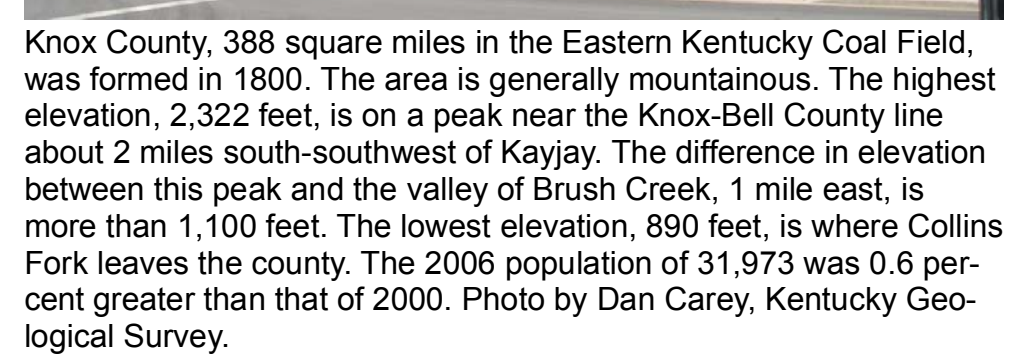 Knox County, 388 square miles in the Eastern Kentucky Coal Field,
was formed in 1800. The area is generally mountainous. The highest
elevation, 2,322 feet, is on a peak near the Knox-Bell County line
about 2 miles south-southwest of Kayjay. The difference in elevation
between this peak and the valley of Brush Creek, 1 mile east, is
more than 1,100 feet. The lowest elevation, 890 feet, is where Collins
Fork leaves the county. The 2006 population of 31,973 was 0.6 per-
cent greater than that of 2000. Photo by Dan Carey, Kentucky Geo-
logical Survey.